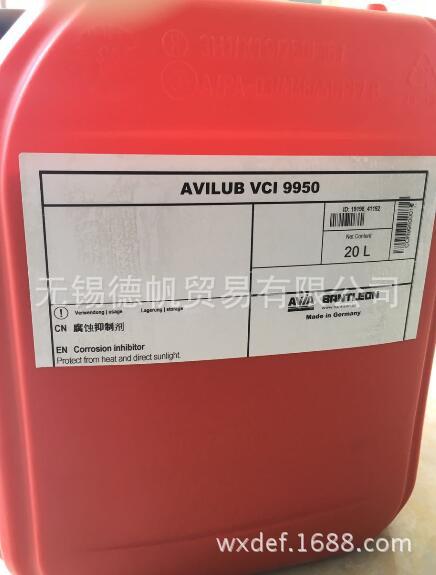 AVILUB VCI 9950
ID: 19198_41192
Net Content
20 L
无锡德帆贸易有限公司
Verwendung | usage
Lagerung | storage
AVIA BANTLEON
Made in Germany
CN 腐蚀抑制剂
EN Corrosion inhibitor
Protect from heat and direct sunlight.
wxdef.1688.com